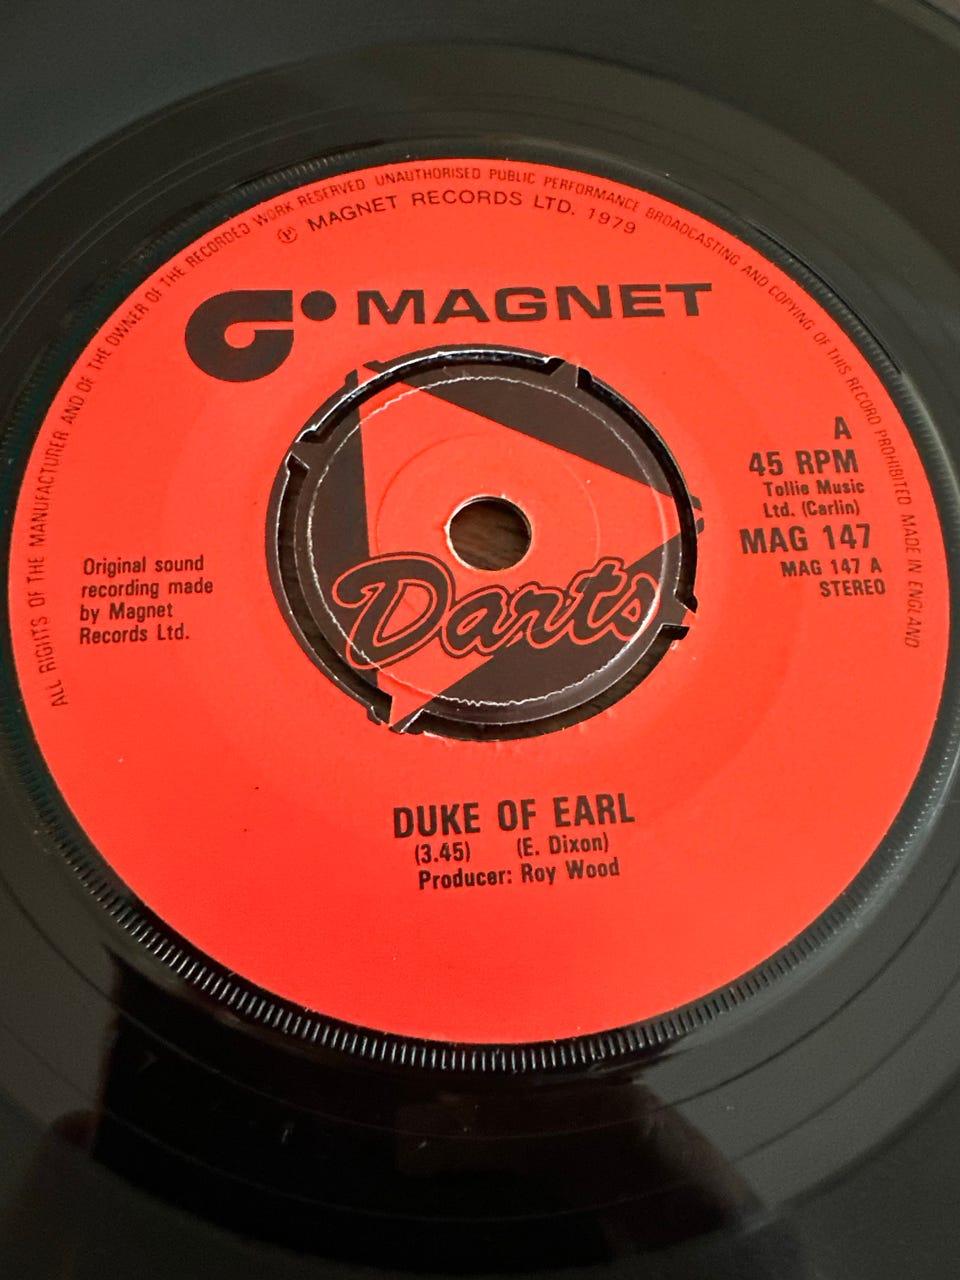 ALL RIGHTS OF THE MANUFACTURER AND OF THE OWNER OF THE RECORDED WORK RESERVED UNAUTHORISED PUBLIC PERFORMANCE BROADCASTING AND COPYING OF THIS RECORD PROHIBITED MADE IN ENGLAND
Ⓟ MAGNET RECORDS LTD. 1979
MAGNET
A
45 RPM
Tollie Music
Ltd. (Carlin)
MAG 147
MAG 147 A
STEREO
Original sound
recording made
by Magnet
Records Ltd.
Darts
DUKE OF EARL
(3.45) (E. Dixon)
Producer: Roy Wood